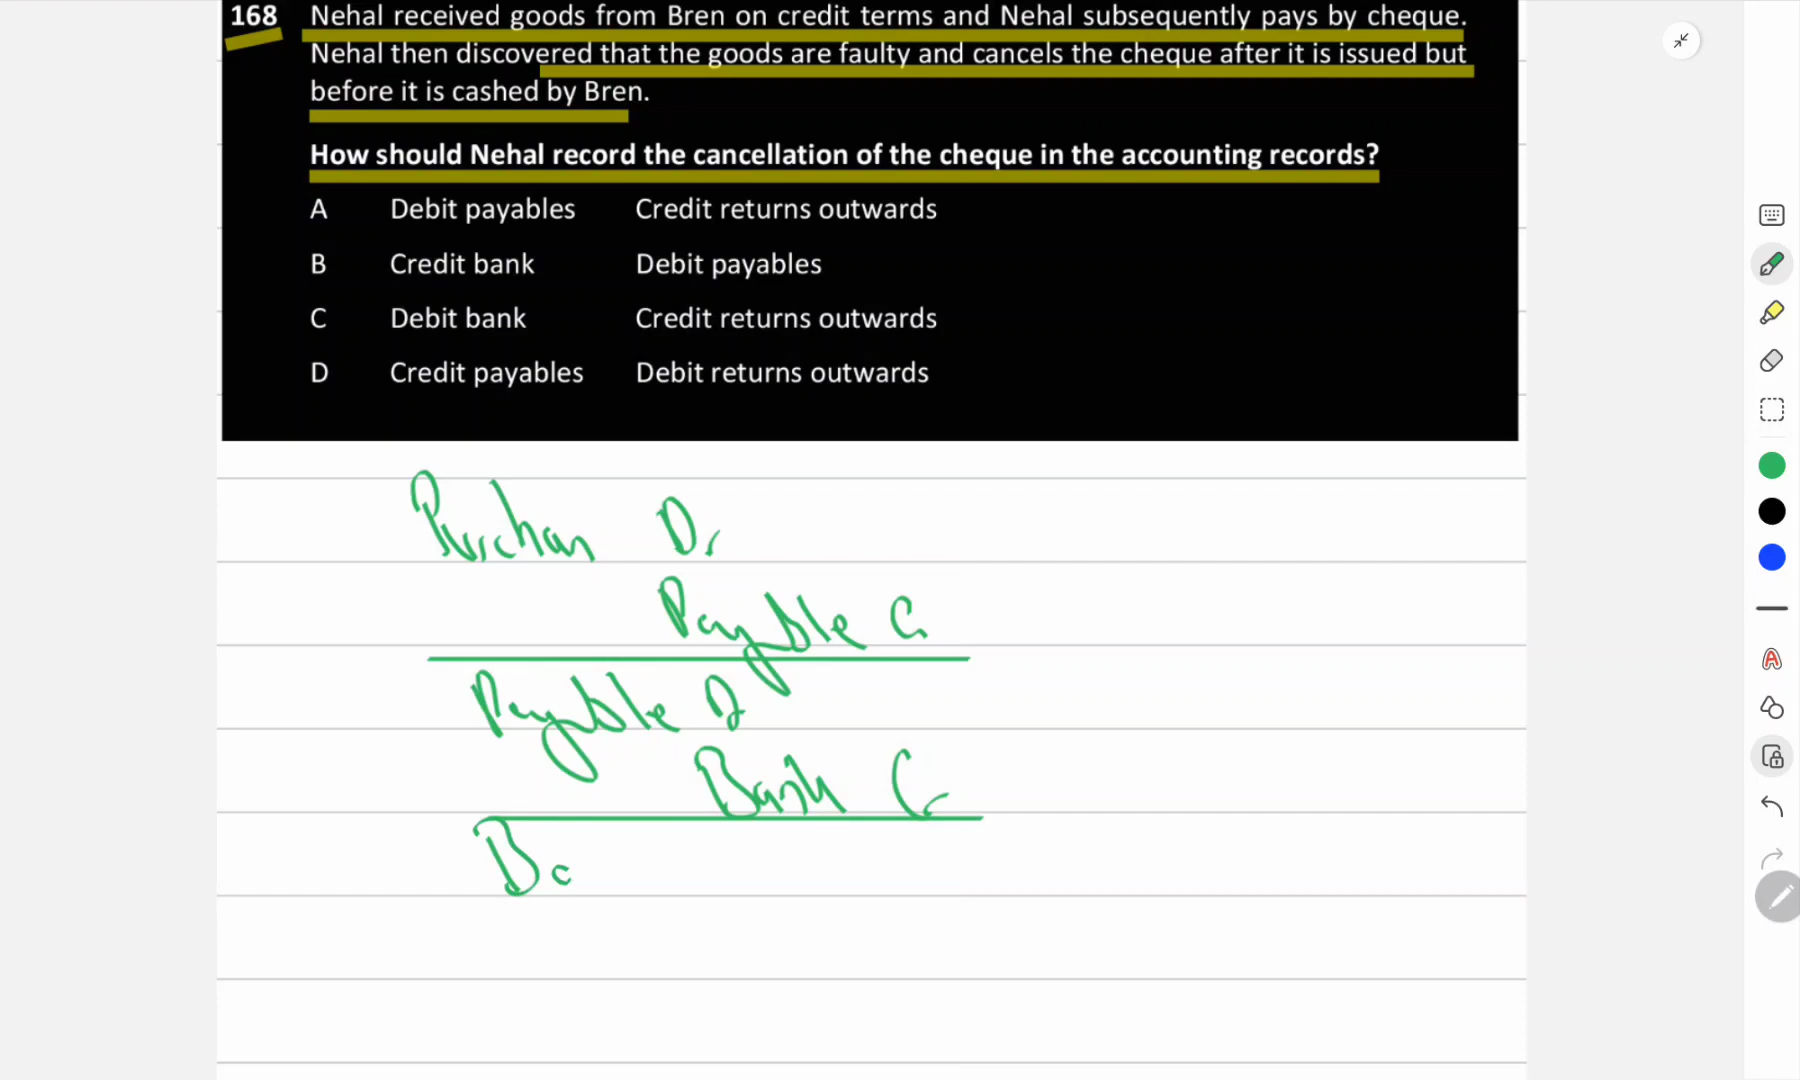 168 Nehal received goods from Bren on credit terms and Nehal subsequently pays by cheque.
Nehal then discovered that the goods are faulty and cancels the cheque after it is issued but
before it is cashed by Bren.
How should Nehal record the cancellation of the cheque in the accounting records?
A Debit payables Credit returns outwards
B Credit bank Debit payables
C Debit bank Credit returns outwards
D Credit payables Debit returns outwards
Dr
Payable Cr
Payable Dr
Bank Cr
Ba